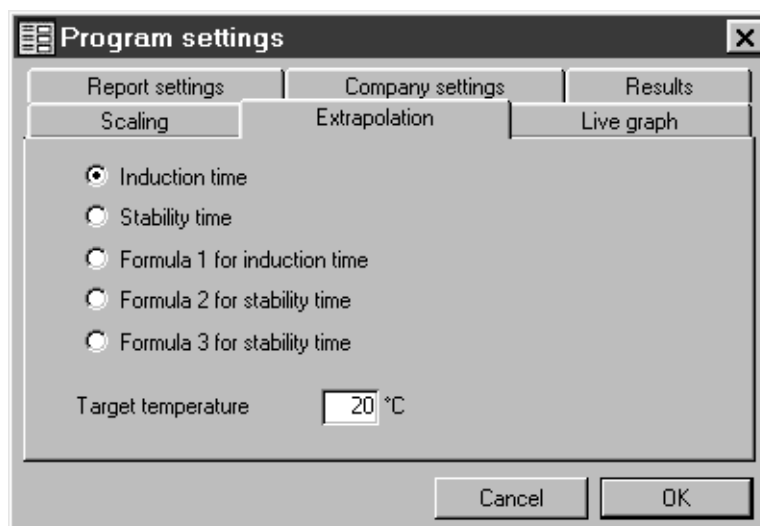 Program settings
Report settings Company settings Results
Scaling Extrapolation Live graph
Induction time
Stability time
Formula 1 for induction time
Formula 2 for stability time
Formula 3 for stability time
Target temperature 20 °C
Cancel OK